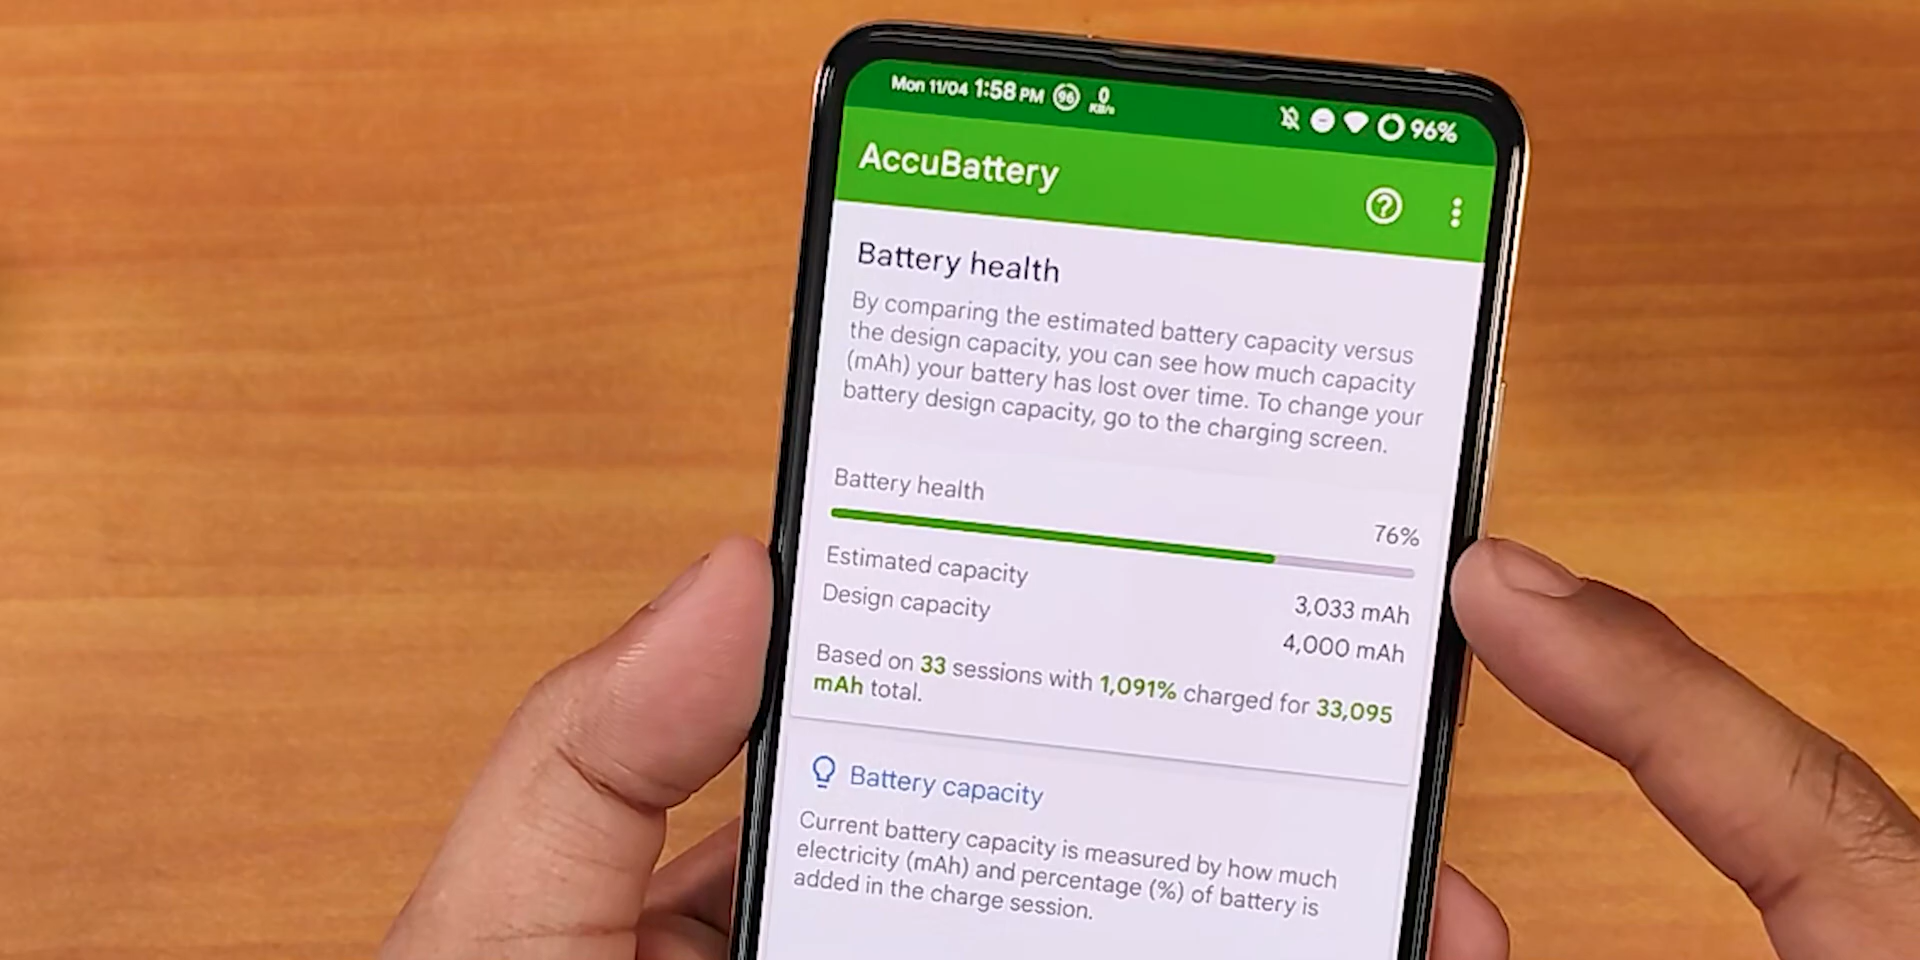 Mon 11/04 1:58 PM 96 0 KB/s 96%
AccuBattery
Battery health
By comparing the estimated battery capacity versus
the design capacity, you can see how much capacity
(mAh) your battery has lost over time. To change your
battery design capacity, go to the charging screen.
Battery health
76%
Estimated capacity 3,033 mAh
Design capacity 4,000 mAh
Based on 33 sessions with 1,091% charged for 33,095
mAh total.
Battery capacity
Current battery capacity is measured by how much
electricity (mAh) and percentage (%) of battery is
added in the charge session.